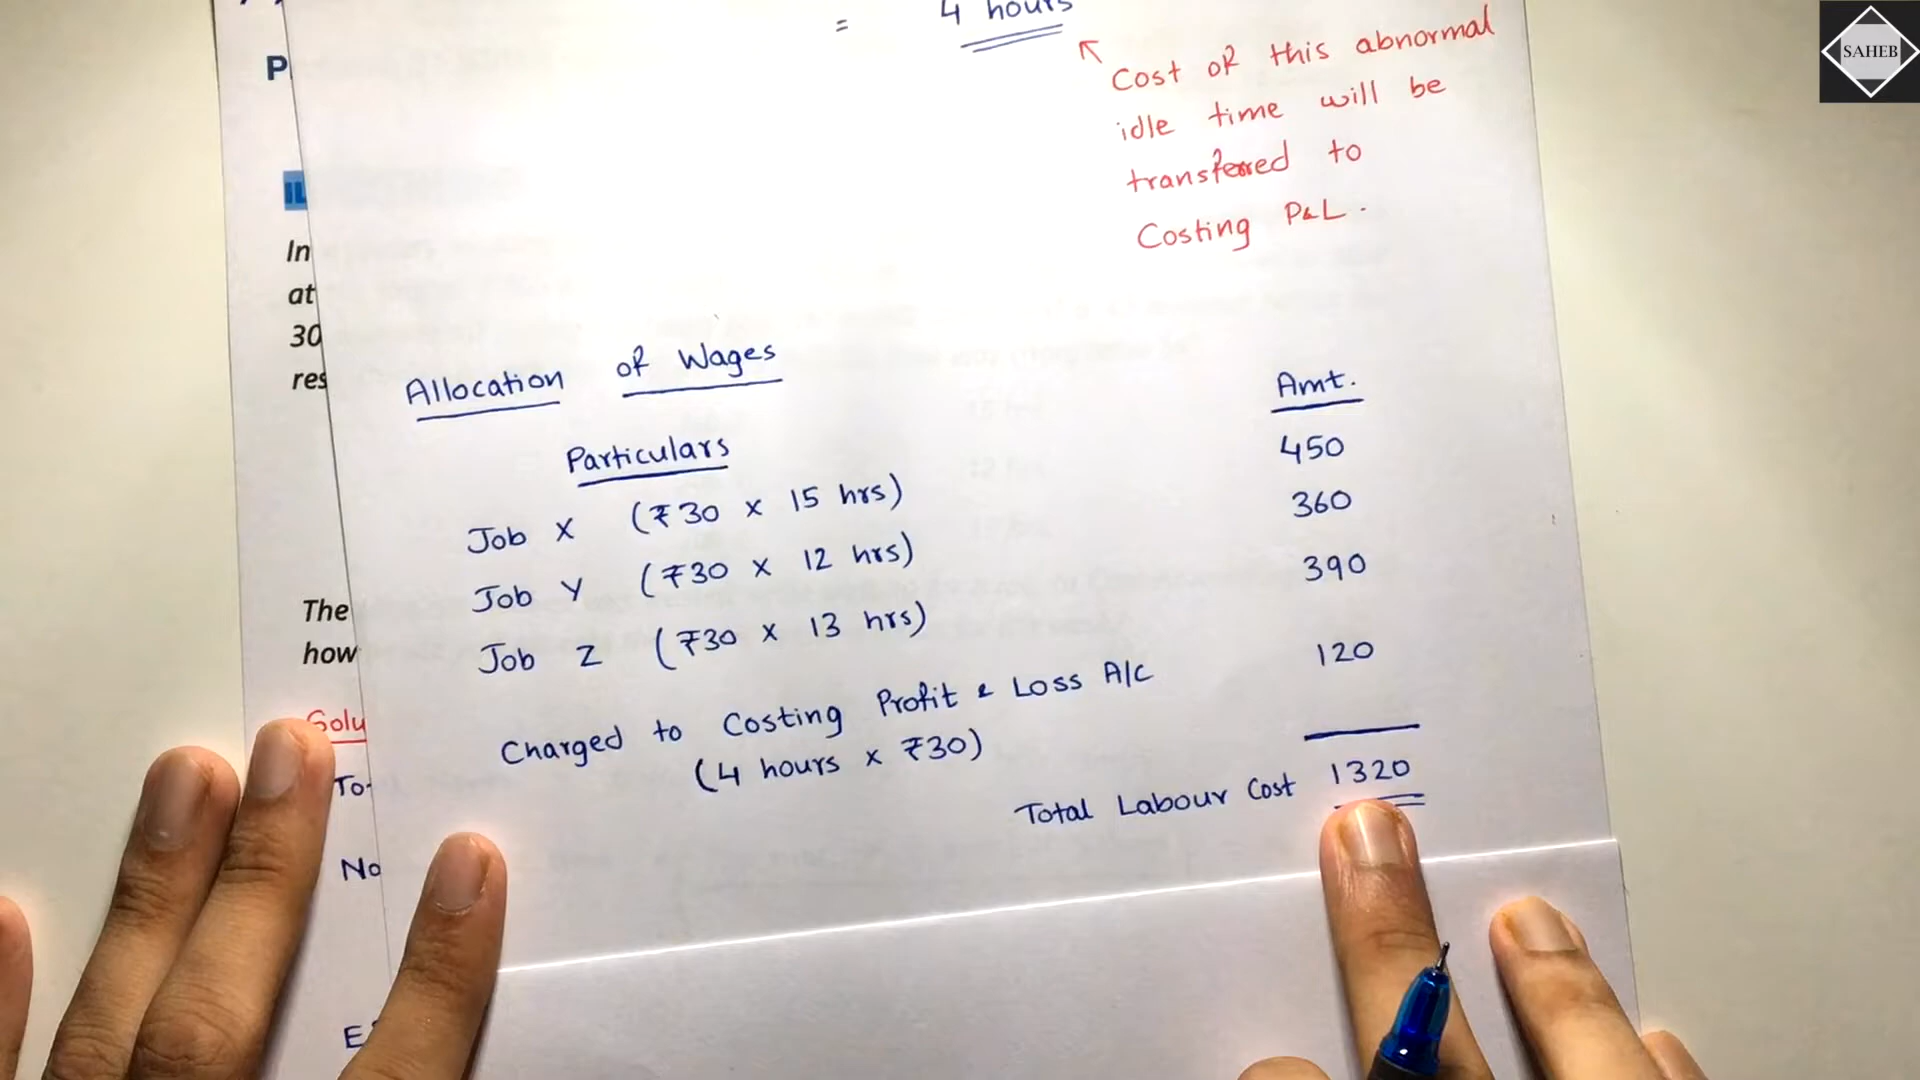 SAHEB
= 4 hours
P
Cost of this abnormal
idle time will be
transferred to
Costing P&L.
IL
In
at
30
res
Allocation of Wages
Particulars Amt.
Job X (₹30 x 15 hrs) 450
Job Y (₹30 x 12 hrs) 360
Job Z (₹30 x 13 hrs) 390
The
how
Charged to Costing Profit & Loss A/c 120
(4 hours x ₹30)
Total Labour Cost 1320
Solu
To
No
E